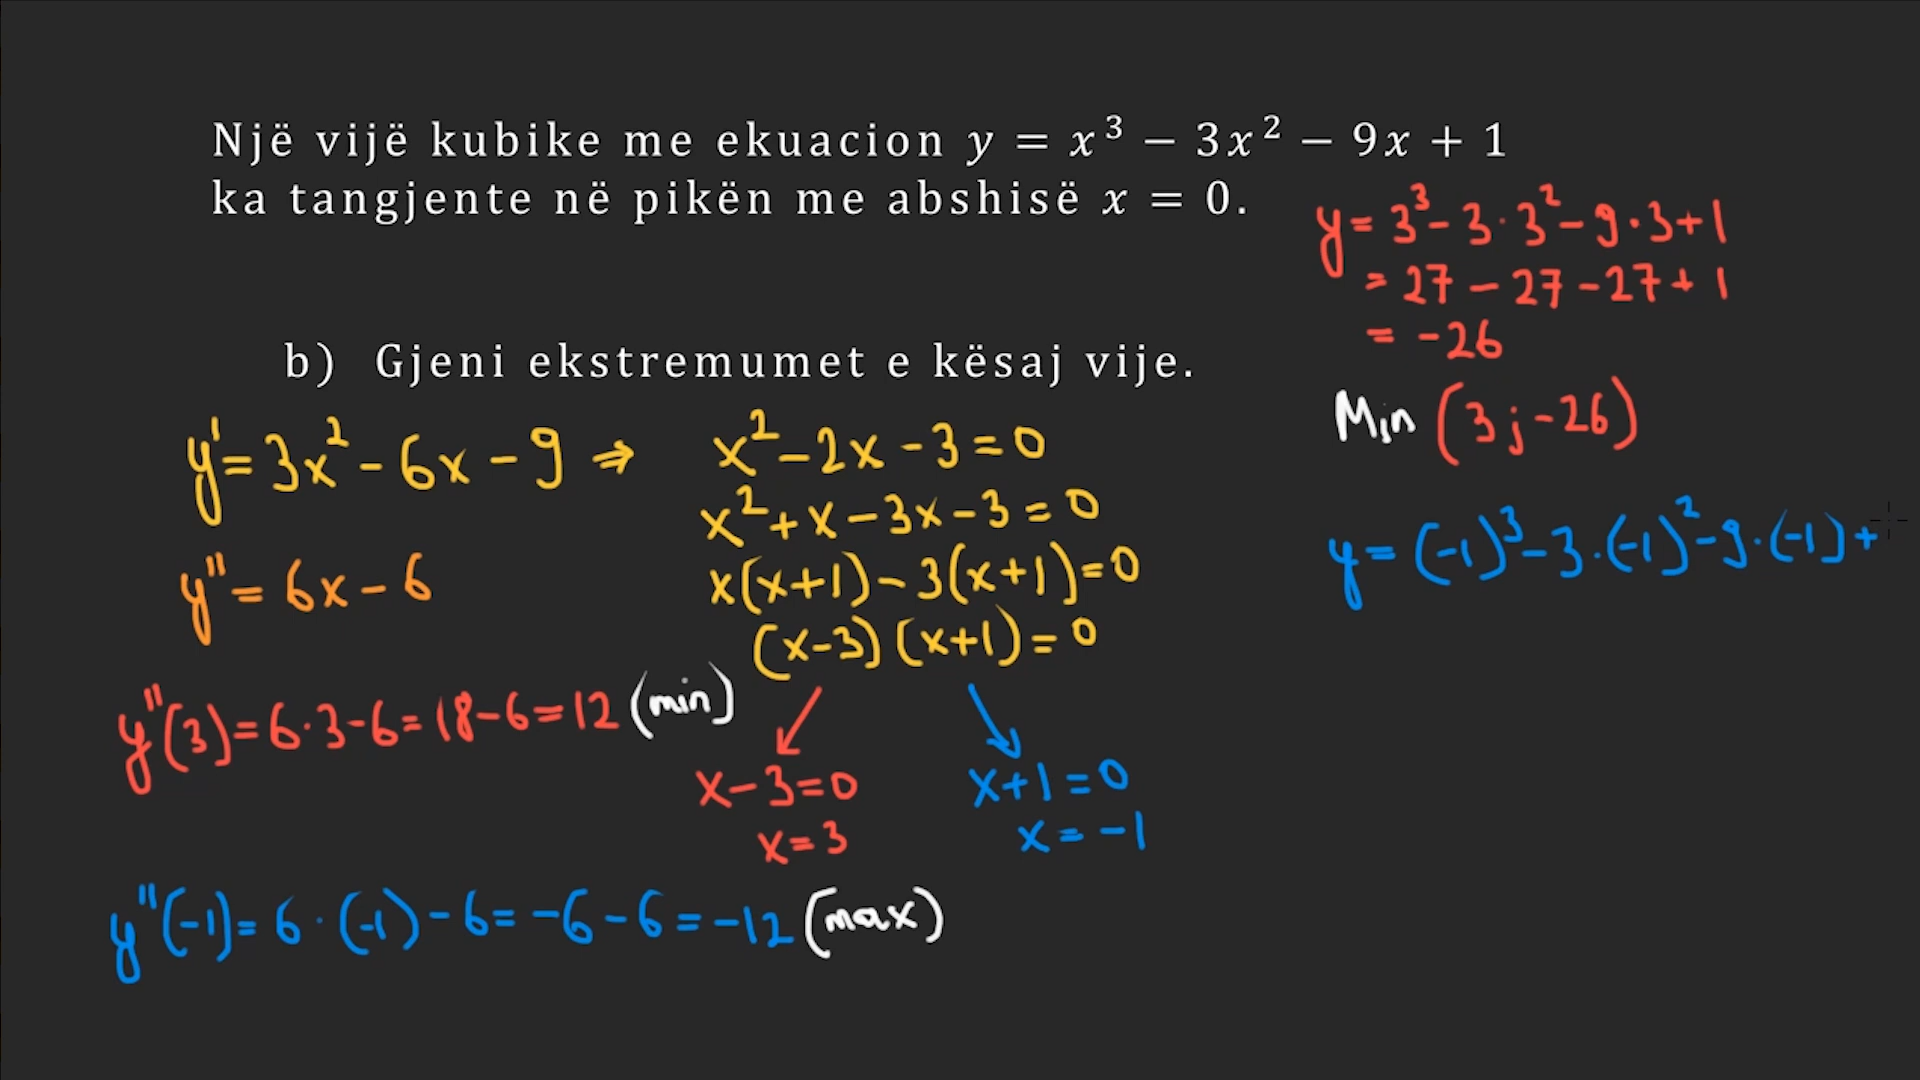 Një vijë kubike me ekuacion y = x³ − 3x² − 9x + 1
ka tangjente në pikën me abshisë x = 0.
b) Gjeni ekstremumet e kësaj vije.
y' = 3x² − 6x − 9 ⇒
y'' = 6x − 6
x² − 2x − 3 = 0
x² + x − 3x − 3 = 0
x(x+1) − 3(x+1) = 0
(x−3)(x+1) = 0
x − 3 = 0
x = 3
x + 1 = 0
x = −1
y''(3) = 6·3−6 = 18−6 = 12 (min)
y''(−1) = 6·(−1) − 6 = −6 − 6 = −12 (max)
y = 3³ − 3·3² − 9·3 + 1
= 27 − 27 − 27 + 1
= −26
Min (3; −26)
y = (−1)³ − 3·(−1)² − 9·(−1) +